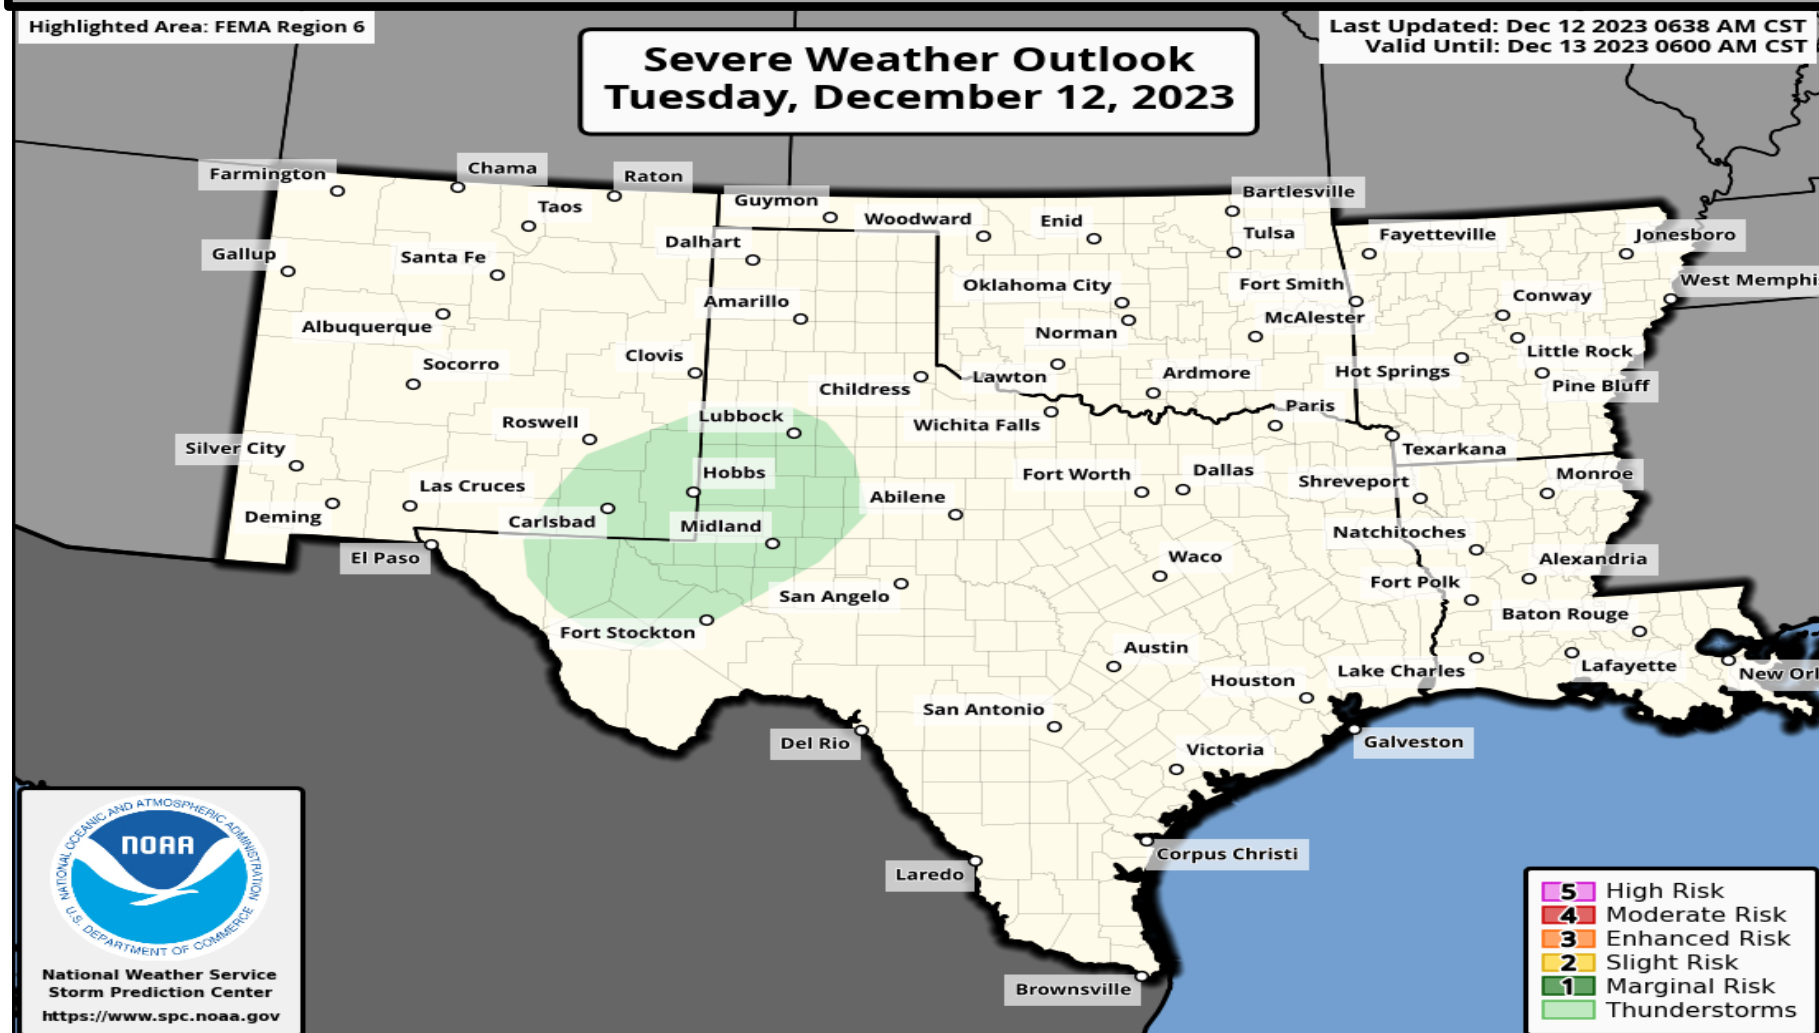 Highlighted Area: FEMA Region 6
Severe Weather Outlook
Tuesday, December 12, 2023
Last Updated: Dec 12 2023 0638 AM CST
Valid Until: Dec 13 2023 0600 AM CST
Farmington
Chama
Raton
Taos
Guymon
Woodward
Enid
Bartlesville
Tulsa
Fayetteville
Jonesboro
Gallup
Santa Fe
Dalhart
Oklahoma City
Fort Smith
Conway
West Memphi
Albuquerque
Amarillo
Norman
McAlester
Little Rock
Socorro
Clovis
Childress
Lawton
Ardmore
Hot Springs
Pine Bluff
Roswell
Lubbock
Wichita Falls
Paris
Texarkana
Silver City
Hobbs
Fort Worth
Dallas
Shreveport
Monroe
Las Cruces
Abilene
Deming
Carlsbad
Midland
Natchitoches
El Paso
Waco
Alexandria
San Angelo
Fort Polk
Baton Rouge
Fort Stockton
Austin
Lake Charles
Lafayette
New Orl
Houston
San Antonio
Del Rio
Victoria
Galveston
Corpus Christi
Laredo
Brownsville
NATIONAL OCEANIC AND ATMOSPHERIC ADMINISTRATION
NOAA
U.S. DEPARTMENT OF COMMERCE
National Weather Service
Storm Prediction Center
https://www.spc.noaa.gov
5 High Risk
4 Moderate Risk
3 Enhanced Risk
2 Slight Risk
1 Marginal Risk
Thunderstorms